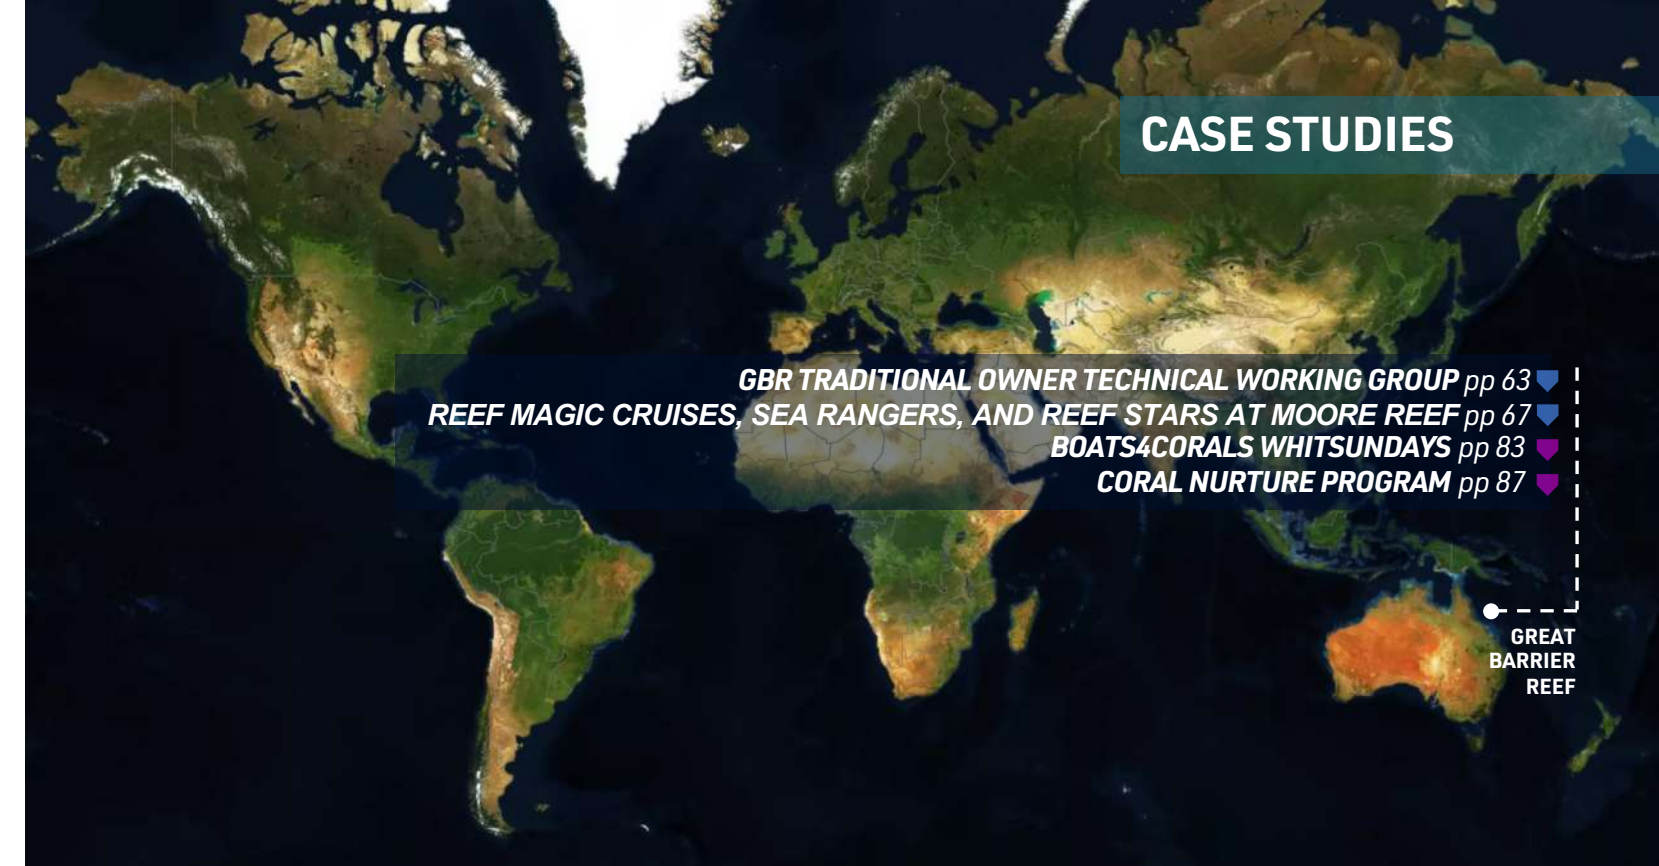 CASE STUDIES
GBR TRADITIONAL OWNER TECHNICAL WORKING GROUP pp 63
REEF MAGIC CRUISES, SEA RANGERS, AND REEF STARS AT MOORE REEF pp 67
BOATS4CORALS WHITSUNDAYS pp 83
CORAL NURTURE PROGRAM pp 87
GREAT
BARRIER
REEF